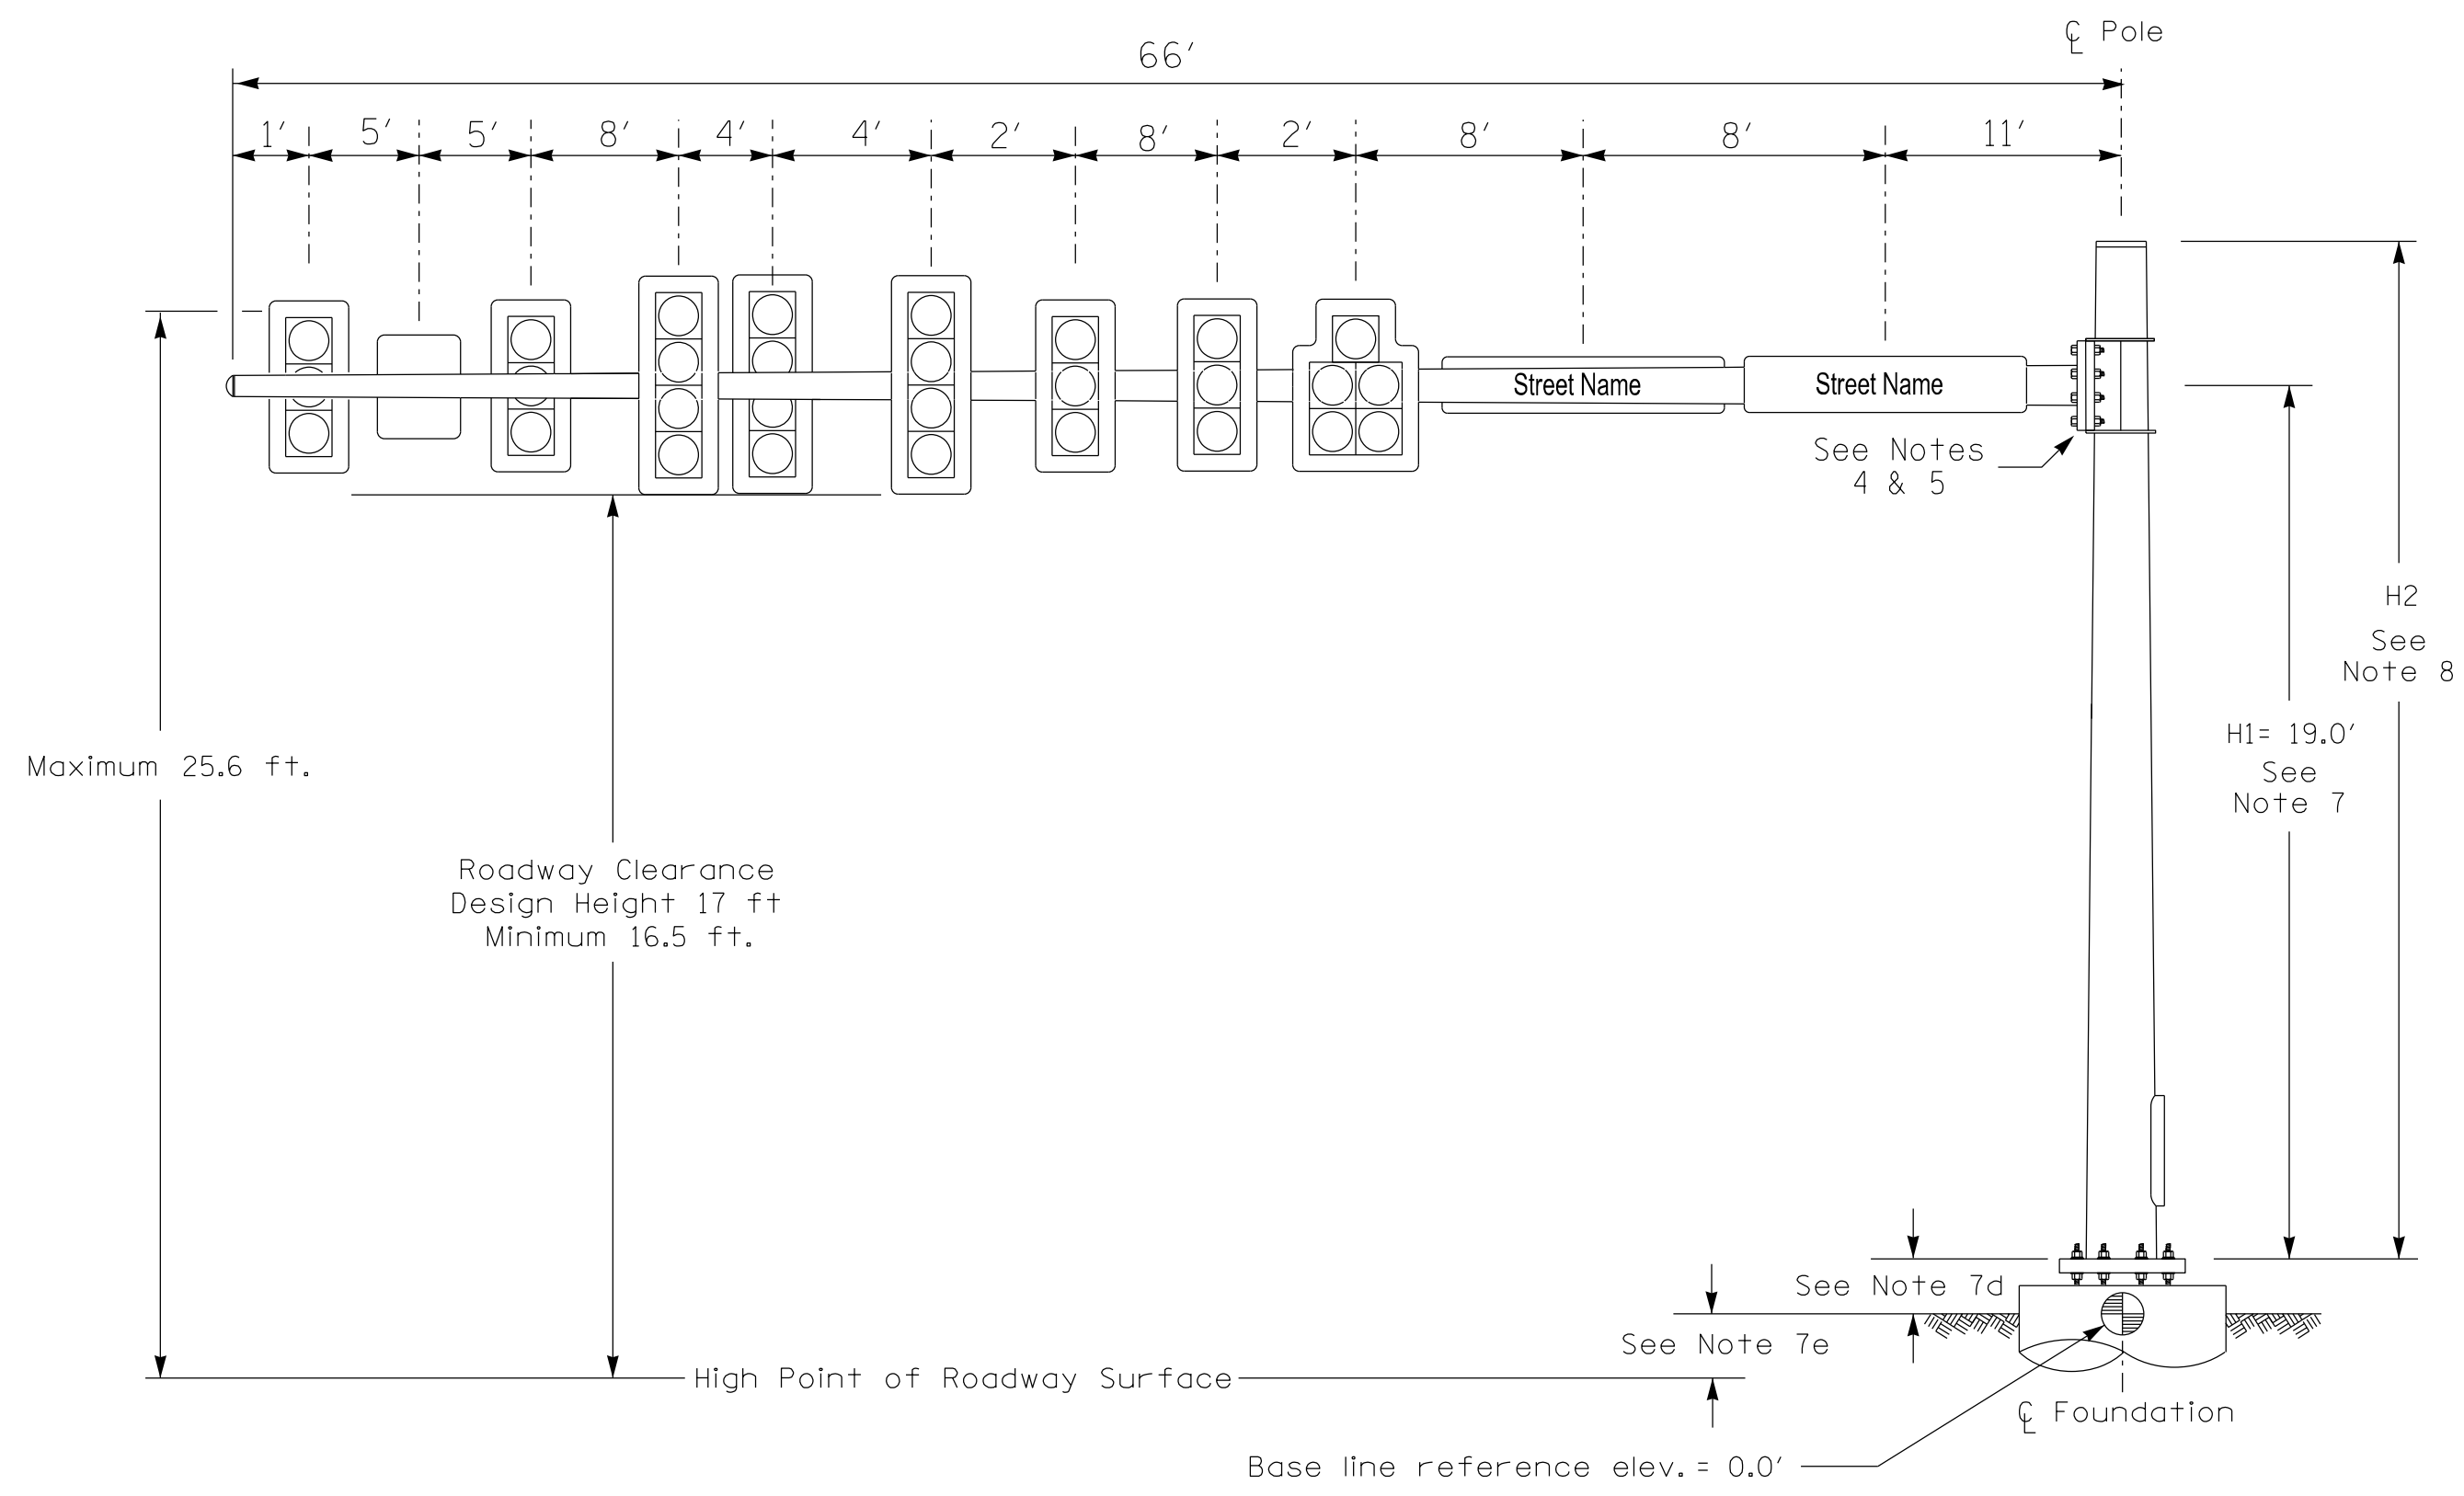 ℄ Pole
66′
1′ 5′ 5′ 8′ 4′ 4′ 2′ 8′ 2′ 8′ 8′ 11′
Street Name
Street Name
See Notes
4 & 5
H2
See
Note 8
H1= 19.0′
See
Note 7
Maximum 25.6 ft.
Roadway Clearance
Design Height 17 ft
Minimum 16.5 ft.
See Note 7d
See Note 7e
High Point of Roadway Surface
℄ Foundation
Base line reference elev.= 0.0′